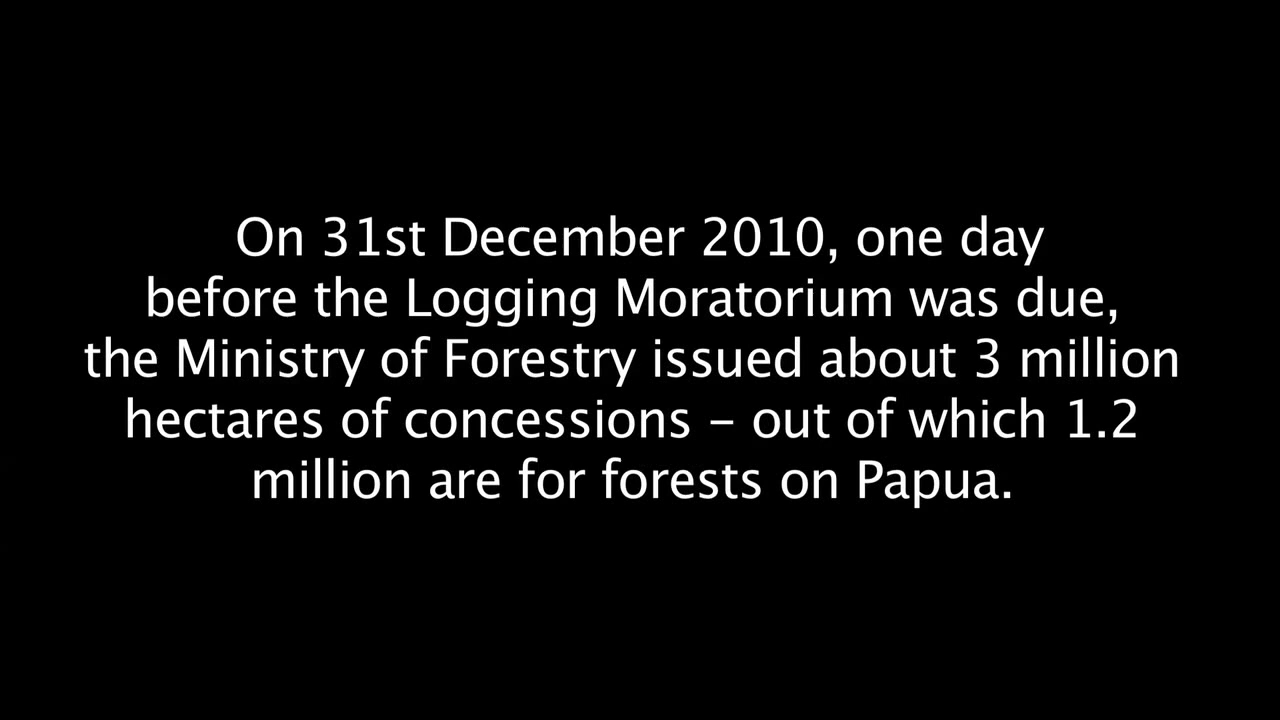 On 31st December 2010, one day
before the Logging Moratorium was due,
the Ministry of Forestry issued about 3 million
hectares of concessions – out of which 1.2
million are for forests on Papua.